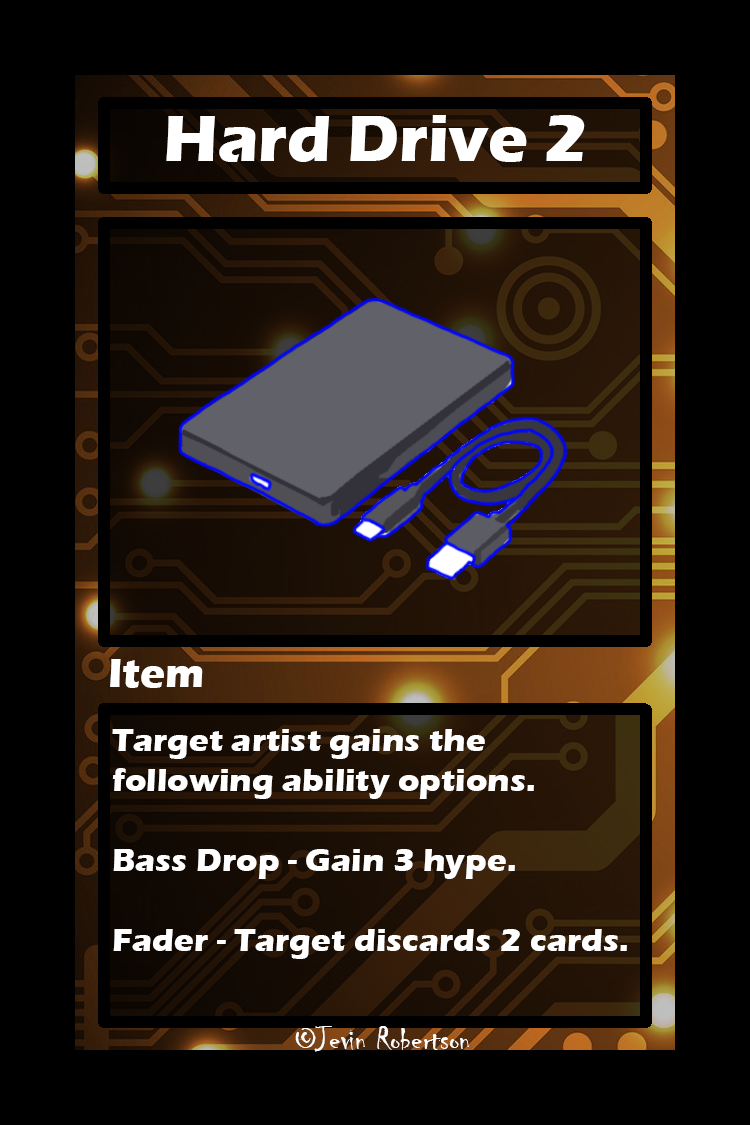 Hard Drive 2
Item
Target artist gains the
following ability options.
Bass Drop - Gain 3 hype.
Fader - Target discards 2 cards.
©Jevin Robertson